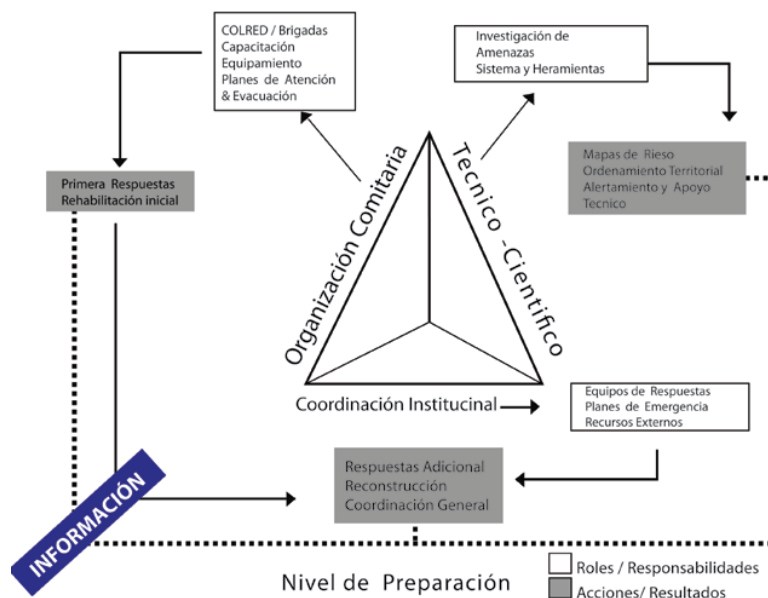 COLRED / Brigadas
Capacitación
Equipamiento
Planes de Atención
& Evacuación
Investigación de
Amenazas
Sistema y Heramientas
Primera Respuestas
Rehabilitación inicial
Mapas de Rieso
Ordenamiento Territorial
Alertamiento y Apoyo
Tecnico
Organización Comitaria
Tecnico -Cientifico
Coordinación Institucinal
Equipos de Respuestas
Planes de Emergencia
Recursos Externos
Respuestas Adicional
Reconstrucción
Coordinación General
INFORMACIÓN
Nivel de Preparación
Roles / Responsabilidades
Acciones/ Resultados